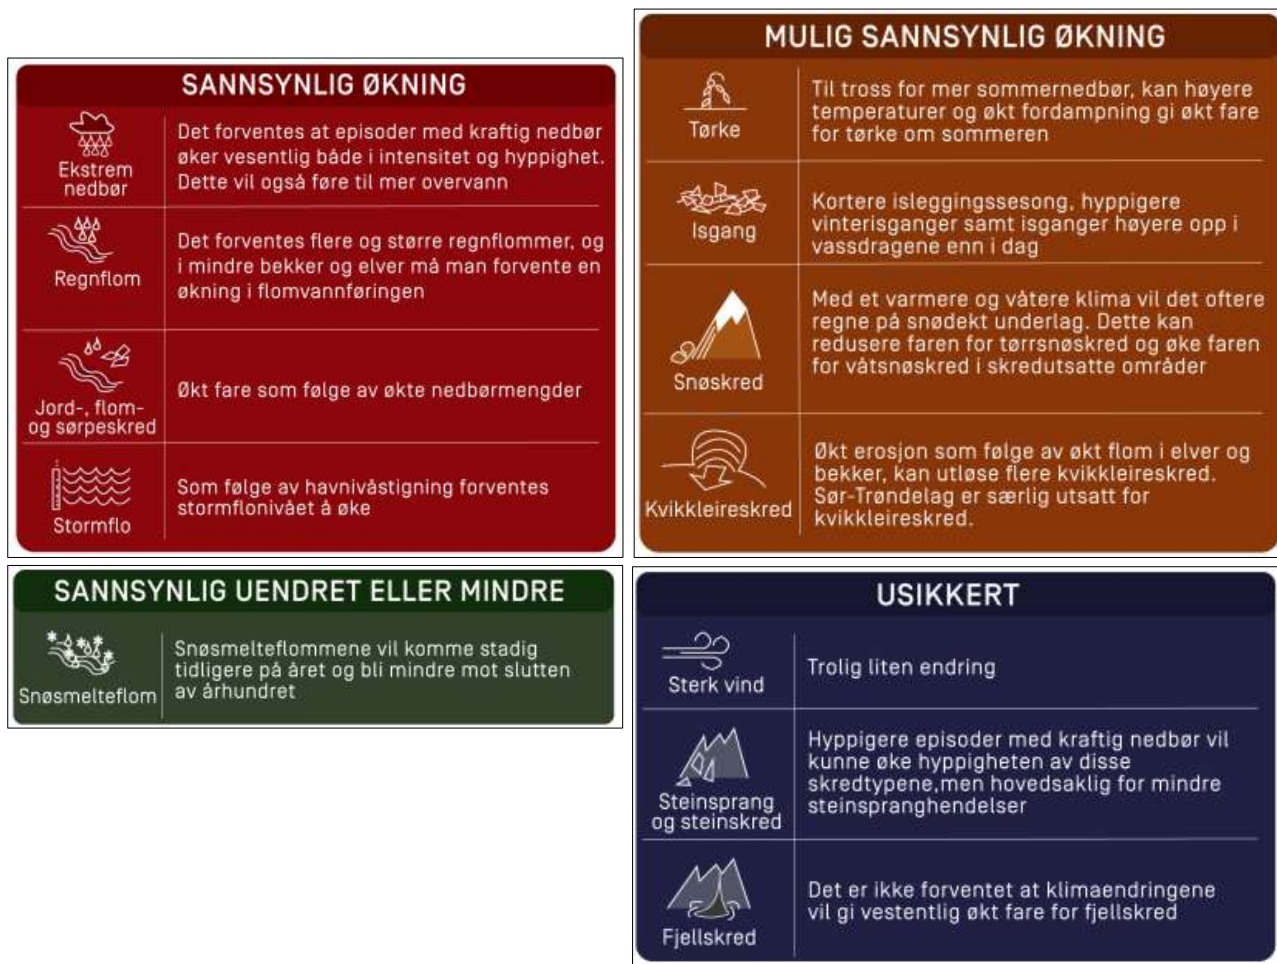 SANNSYNLIG ØKNING
Ekstrem
nedbør
Det forventes at episoder med kraftig nedbør
øker vesentlig både i intensitet og hyppighet.
Dette vil også føre til mer overvann
Regnflom
Det forventes flere og større regnflommer, og
i mindre bekker og elver må man forvente en
økning i flomvannføringen
Jord-, flom-
og sørpeskred
Økt fare som følge av økte nedbørmengder
Stormflo
Som følge av havnivåstigning forventes
stormflonivået å øke
MULIG SANNSYNLIG ØKNING
Tørke
Til tross for mer sommernedbør, kan høyere
temperaturer og økt fordampning gi økt fare
for tørke om sommeren
Isgang
Kortere isleggingssesong, hyppigere
vinterisganger samt isganger høyere opp i
vassdragene enn i dag
Snøskred
Med et varmere og våtere klima vil det oftere
regne på snødekt underlag. Dette kan
redusere faren for tørrsnøskred og øke faren
for våtsnøskred i skredutsatte områder
Kvikkleireskred
Økt erosjon som følge av økt flom i elver og
bekker, kan utløse flere kvikkleireskred.
Sør-Trøndelag er særlig utsatt for
kvikkleireskred.
SANNSYNLIG UENDRET ELLER MINDRE
Snøsmelteflom
Snøsmelteflommene vil komme stadig
tidligere på året og bli mindre mot slutten
av århundret
USIKKERT
Sterk vind
Trolig liten endring
Steinsprang
og steinskred
Hyppigere episoder med kraftig nedbør vil
kunne øke hyppigheten av disse
skredtypene,men hovedsaklig for mindre
steinspranghendelser
Fjellskred
Det er ikke forventet at klimaendringene
vil gi vestentlig økt fare for fjellskred